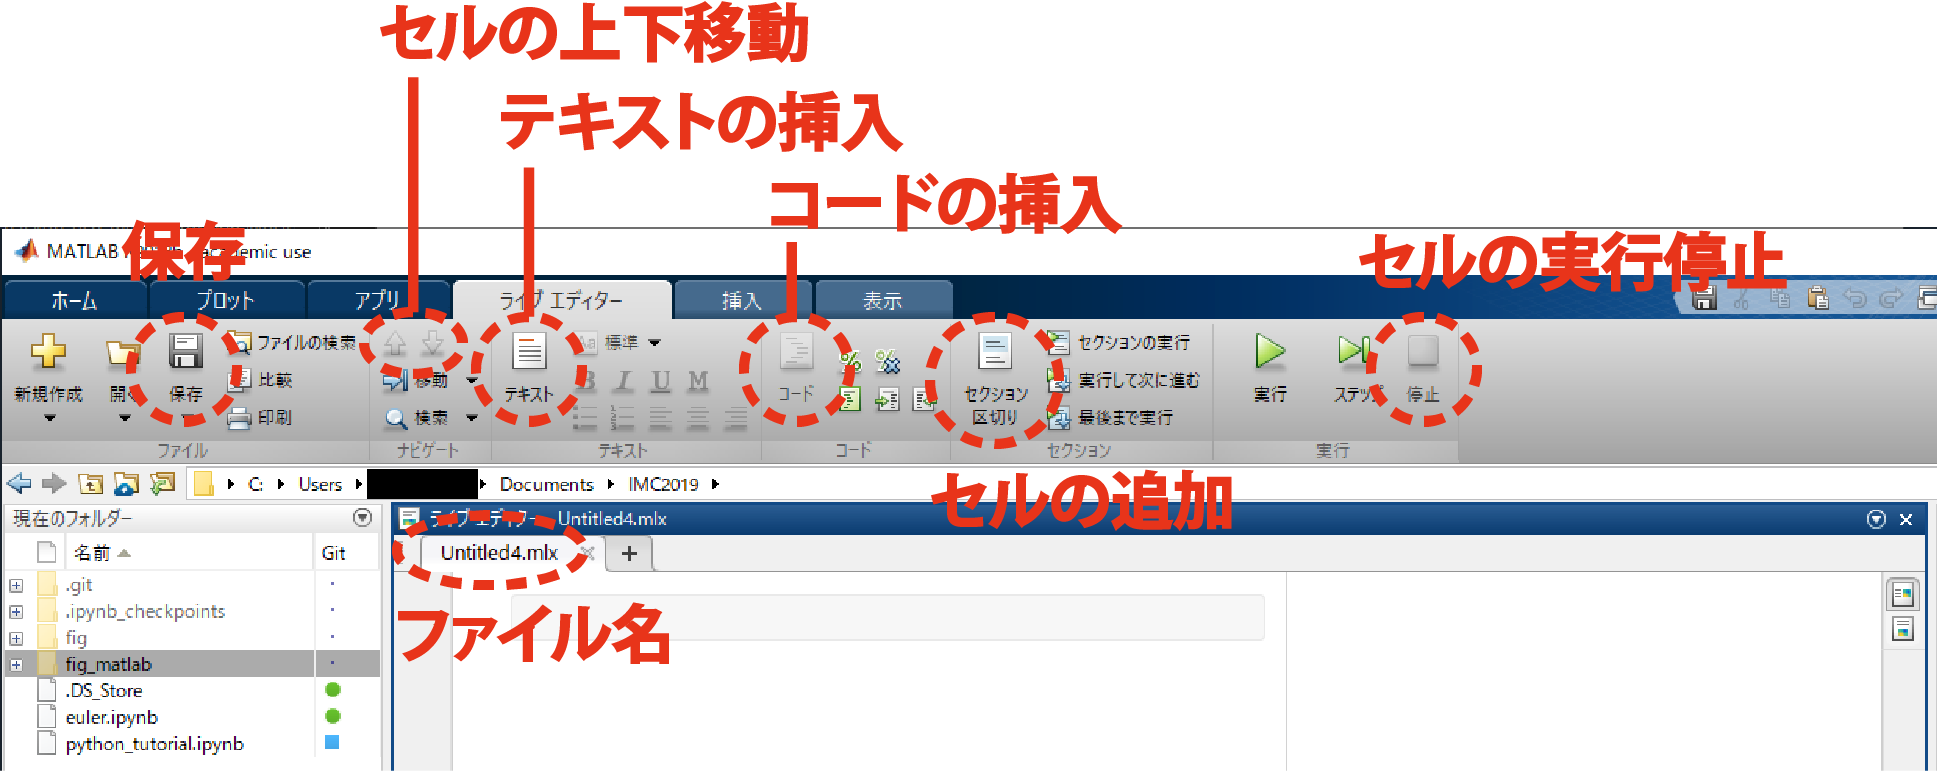 セルの上下移動
テキストの挿入
コードの挿入
保存
セルの実行停止
MATLAB academic use
ホーム プロット アプリ ライブ エディター 挿入 表示
新規作成 開く 保存 ファイルの検索 比較 印刷
移動 検索
テキスト Aa 標準 B I U M
コード
セクション区切り セクションの実行 実行して次に進む 最後まで実行
実行 ステップ 停止
ファイル ナビゲート テキスト コード セクション 実行
C: Users Documents IMC2019
セルの追加
現在のフォルダー
ライブ エディター Untitled4.mlx
名前 Git
Untitled4.mlx +
ファイル名
.git
.ipynb_checkpoints
fig
fig_matlab
.DS_Store
euler.ipynb
python_tutorial.ipynb